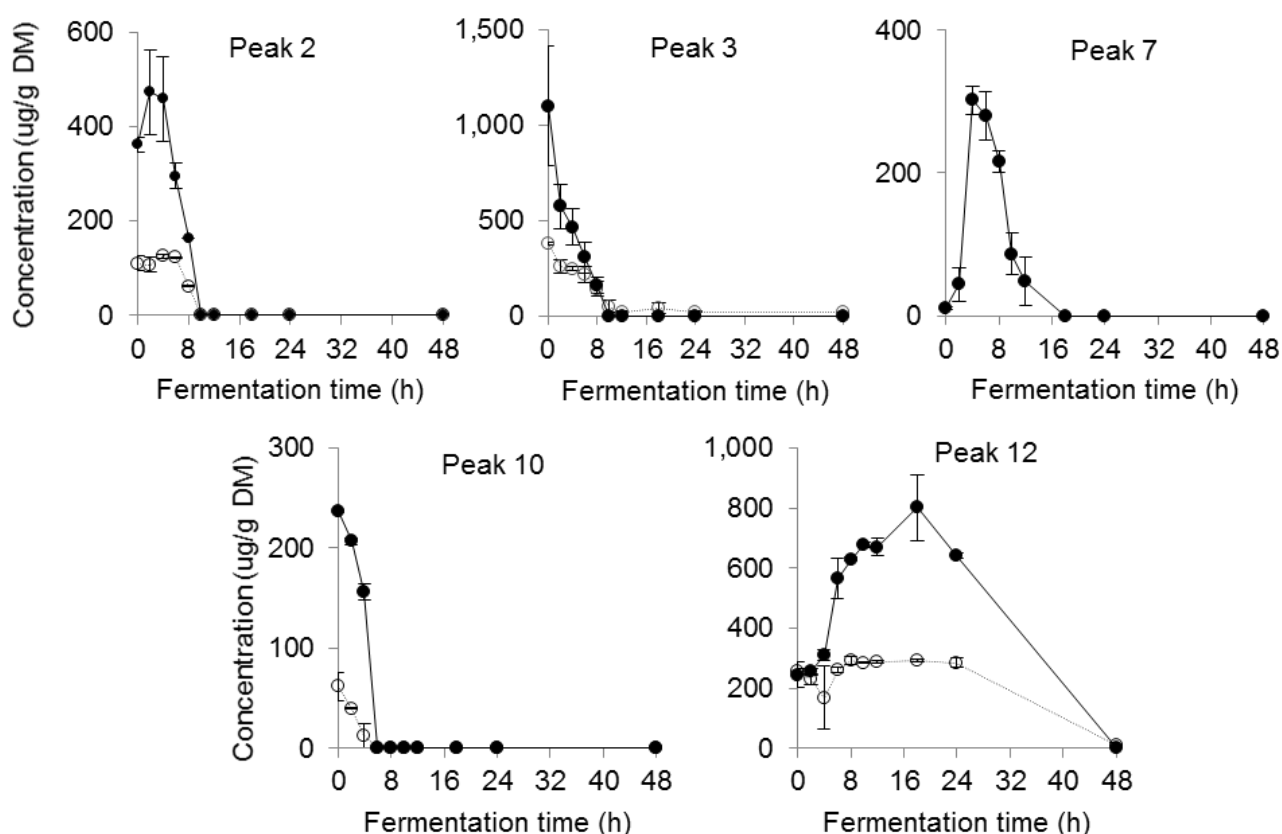 Peak 2
Concentration (ug/g DM)
600
400
200
0
0 8 16 24 32 40 48
Fermentation time (h)
Peak 3
1,500
1,000
500
0
0 8 16 24 32 40 48
Fermentation time (h)
Peak 7
400
200
0
0 8 16 24 32 40 48
Fermentation time (h)
Peak 10
Concentration (ug/g DM)
300
200
100
0
0 8 16 24 32 40 48
Fermentation time (h)
Peak 12
1,000
800
600
400
200
0
0 8 16 24 32 40 48
Fermentation time (h)